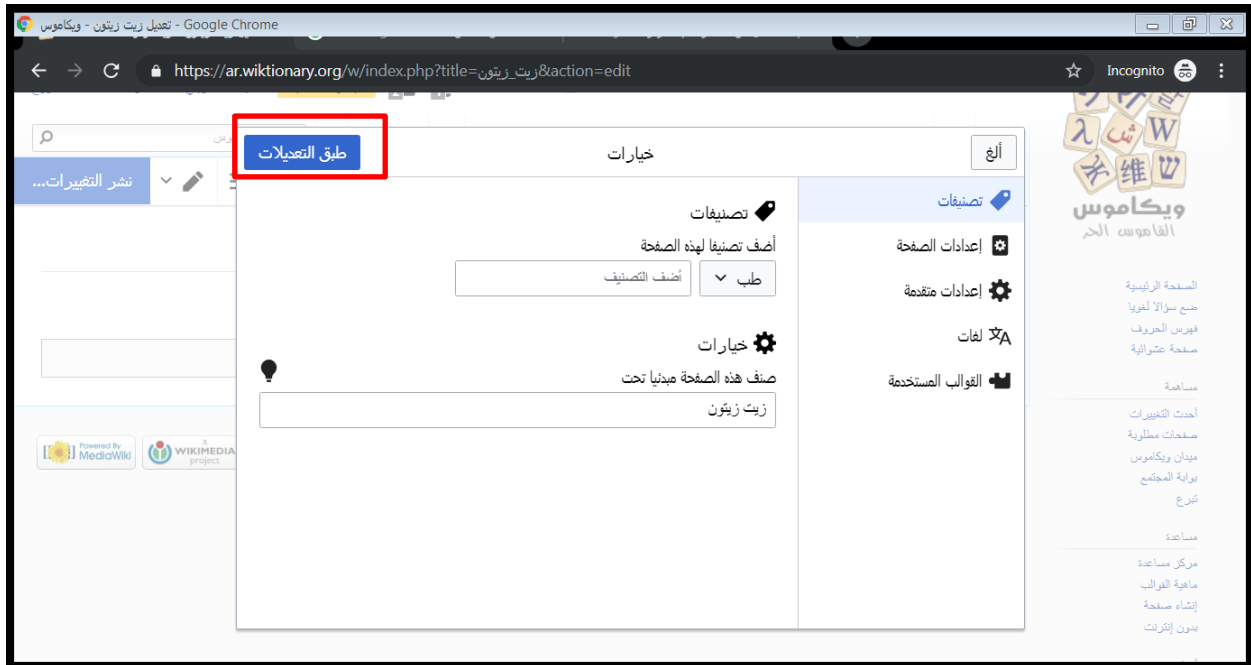 تعديل زيت زيتون - ويكاموس - Google Chrome
https://ar.wiktionary.org/w/index.php?title=زيت_زيتون&action=edit
Incognito
طبق التعديلات
خيارات
ألغ
نشر التغييرات...
تصنيفات
إعدادات الصفحة
إعدادات متقدمة
لغات
القوالب المستخدمة
تصنيفات
أضف تصنيفا لهذه الصفحة
طب
أضف التصنيف
خيارات
صنف هذه الصفحة مبدئيا تحت
زيت زيتون
ويكاموس
القاموس الحر
الصفحة الرئيسية
ضع سؤالا لغويا
فهرس الحروف
صفحة عشوائية
مساهمة
أحدث التغييرات
صفحات مطلوبة
ميدان ويكاموس
بوابة المجتمع
تبرع
مساعدة
مركز مساعدة
ماهية القوالب
إنشاء صفحة
بدون إنترنت
Powered By
MediaWiki
a
WIKIMEDIA
project